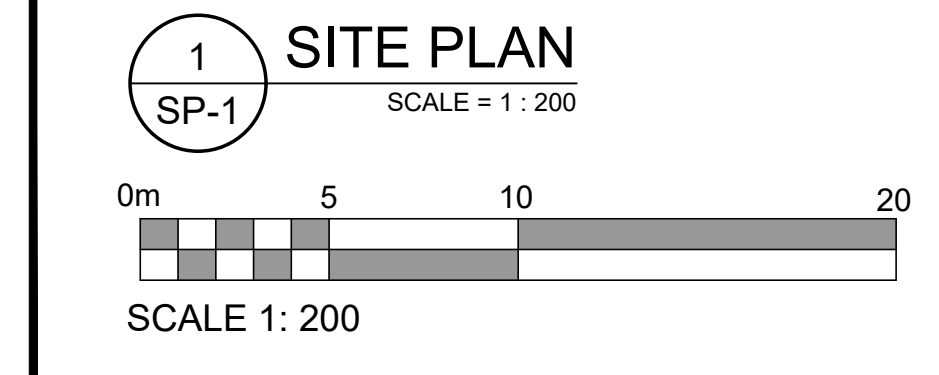 1
SP-1
SITE PLAN
SCALE = 1 : 200
0m 5 10 20
SCALE 1: 200